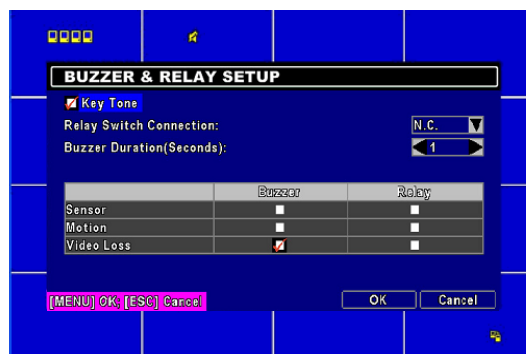 BUZZER & RELAY SETUP
Key Tone
Relay Switch Connection: N.C.
Buzzer Duration(Seconds): 1
Buzzer Relay
Sensor
Motion
Video Loss
[MENU] OK; [ESC] Cancel OK Cancel